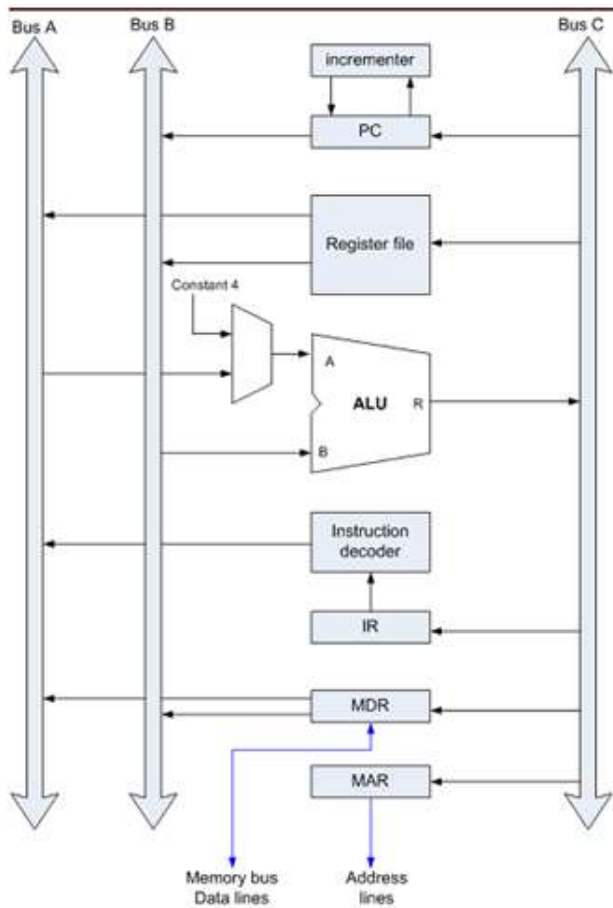 Bus A
Bus B
Bus C
incrementer
PC
Register file
Constant 4
A
ALU
R
B
Instruction
decoder
IR
MDR
MAR
Memory bus
Data lines
Address
lines